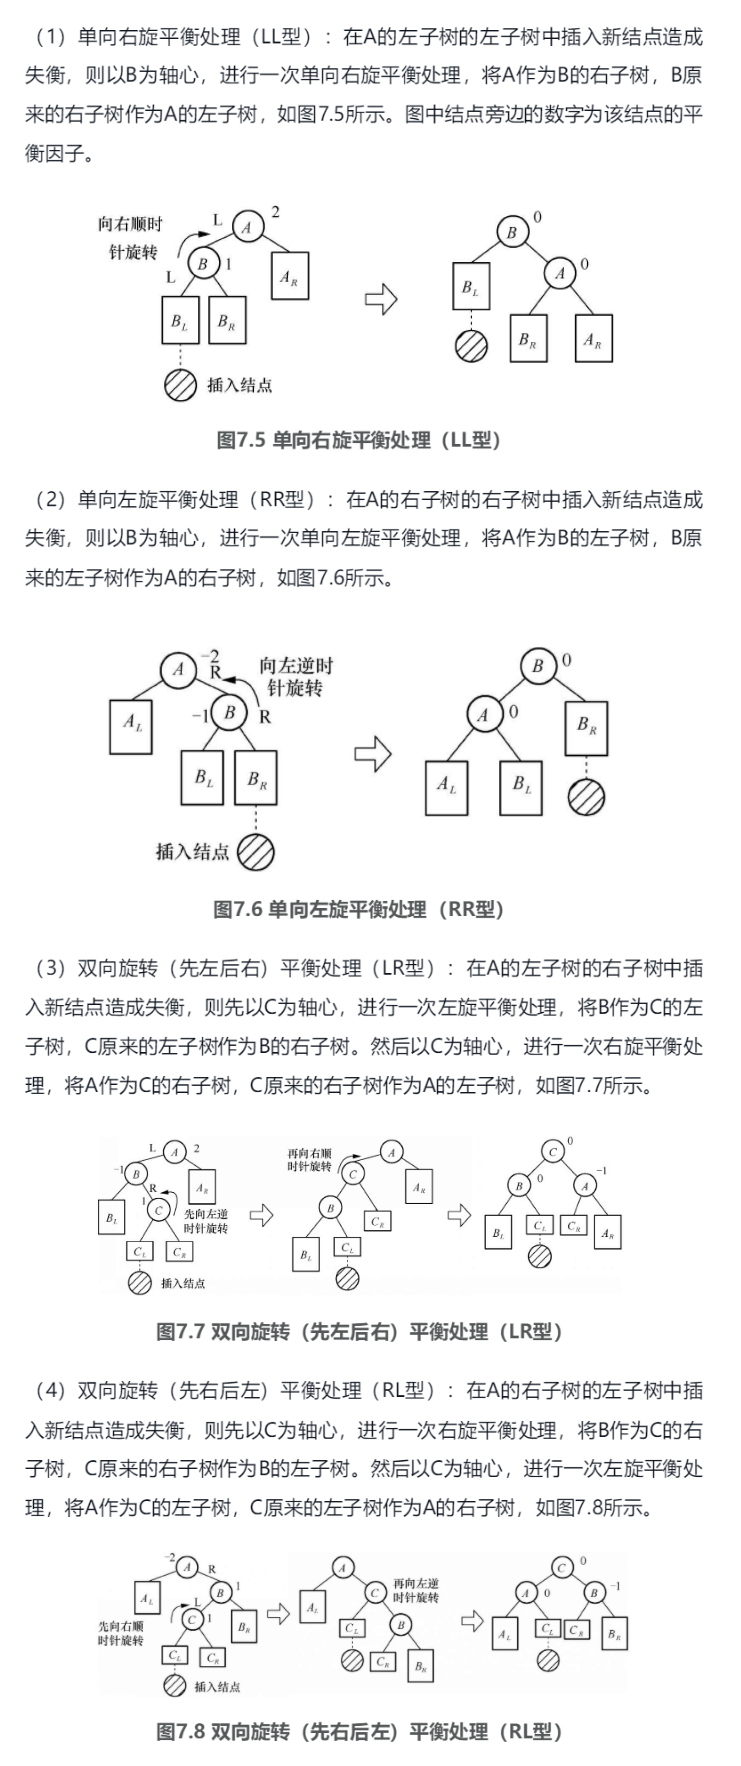 （1）单向右旋平衡处理（LL型）：在A的左子树的左子树中插入新结点造成
失衡，则以B为轴心，进行一次单向右旋平衡处理，将A作为B的右子树，B原
来的右子树作为A的左子树，如图7.5所示。图中结点旁边的数字为该结点的平
衡因子。
向右顺时
针旋转
L
A
2
L
B
1
A_R
B_L
B_R
插入结点
B
0
B_L
A
0
B_R
A_R
图7.5 单向右旋平衡处理（LL型）
（2）单向左旋平衡处理（RR型）：在A的右子树的右子树中插入新结点造成
失衡，则以B为轴心，进行一次单向左旋平衡处理，将A作为B的左子树，B原
来的左子树作为A的右子树，如图7.6所示。
A
-2
R
向左逆时
针旋转
A_L
-1
B
R
B_L
B_R
插入结点
B
0
A
0
B_R
A_L
B_L
图7.6 单向左旋平衡处理（RR型）
（3）双向旋转（先左后右）平衡处理（LR型）：在A的左子树的右子树中插
入新结点造成失衡，则先以C为轴心，进行一次左旋平衡处理，将B作为C的左
子树，C原来的左子树作为B的右子树。然后以C为轴心，进行一次右旋平衡处
理，将A作为C的右子树，C原来的右子树作为A的左子树，如图7.7所示。
L
A
2
-1
B
R
A_R
B_L
1
C
先向左逆
时针旋转
C_L
C_R
插入结点
再向右顺
时针旋转
A
C
A_R
B
C_R
B_L
C_L
C
0
B
0
A
-1
B_L
C_L
C_R
A_R
图7.7 双向旋转（先左后右）平衡处理（LR型）
（4）双向旋转（先右后左）平衡处理（RL型）：在A的右子树的左子树中插
入新结点造成失衡，则先以C为轴心，进行一次右旋平衡处理，将B作为C的右
子树，C原来的右子树作为B的左子树。然后以C为轴心，进行一次左旋平衡处
理，将A作为C的左子树，C原来的左子树作为A的右子树，如图7.8所示。
-2
A
R
A_L
B
1
L
先向右顺
时针旋转
C
1
B_R
C_L
C_R
插入结点
A
A_L
C
再向左逆
时针旋转
C_L
B
C_R
B_R
C
0
A
0
B
-1
A_L
C_L
C_R
B_R
图7.8 双向旋转（先右后左）平衡处理（RL型）